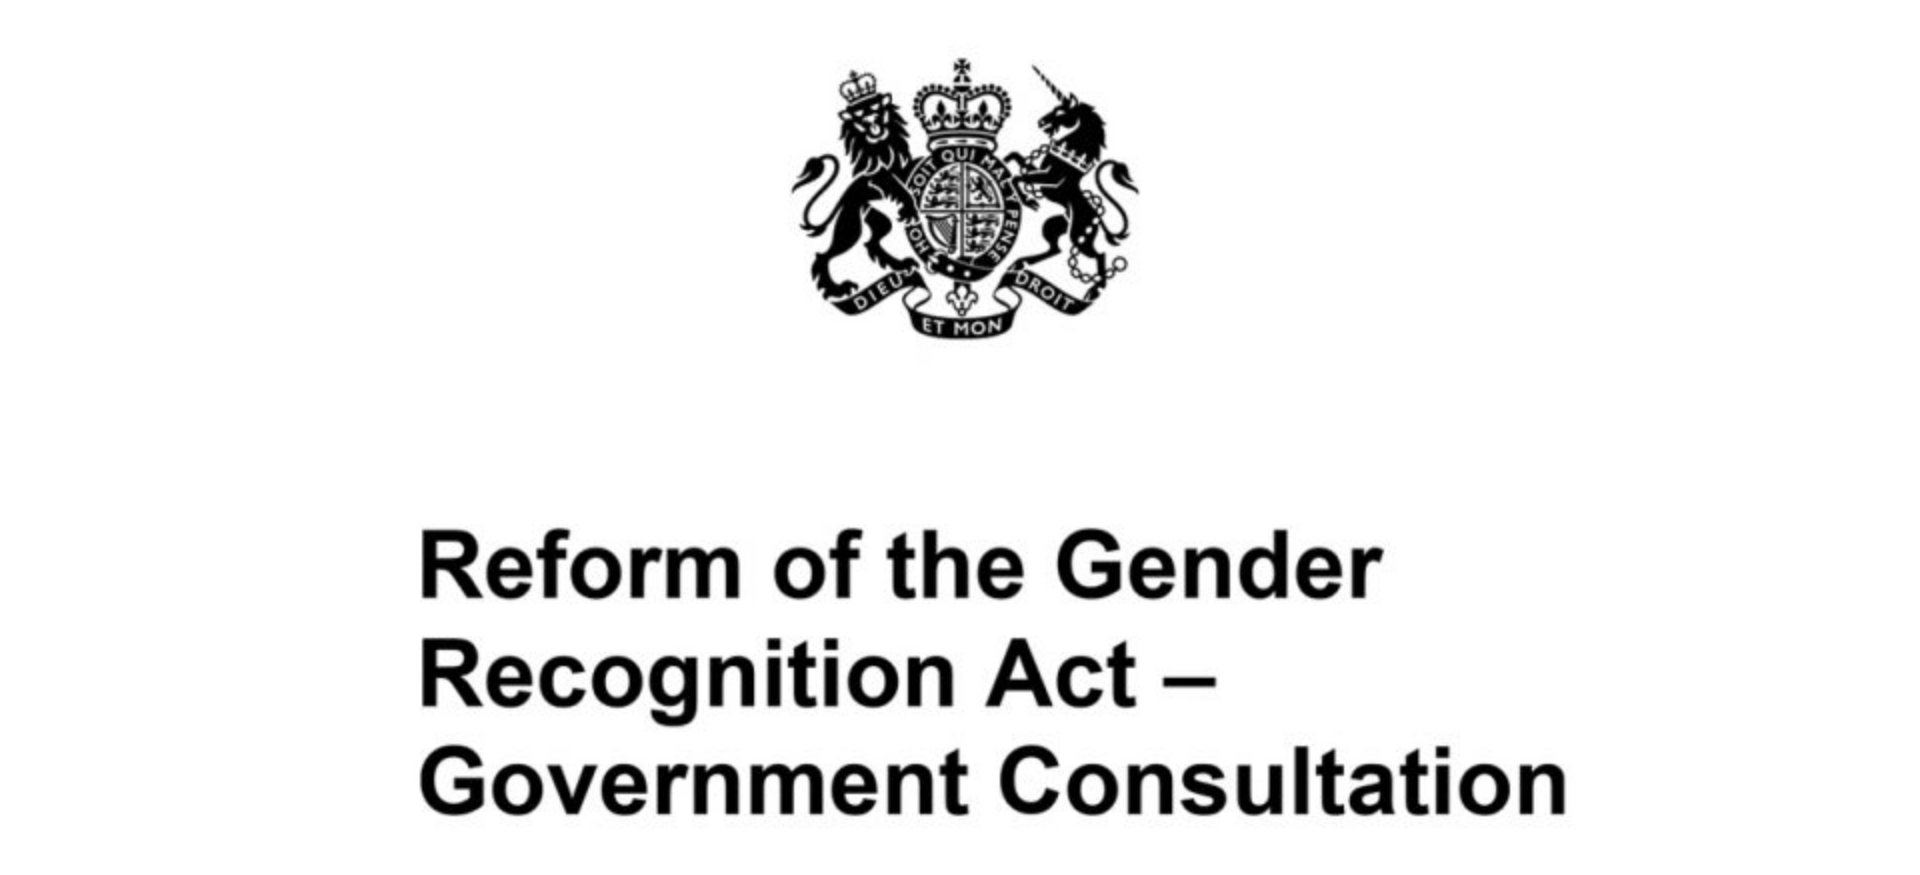 HONI SOIT QUI MAL Y PENSE
DIEU ET MON DROIT
Reform of the Gender
Recognition Act –
Government Consultation